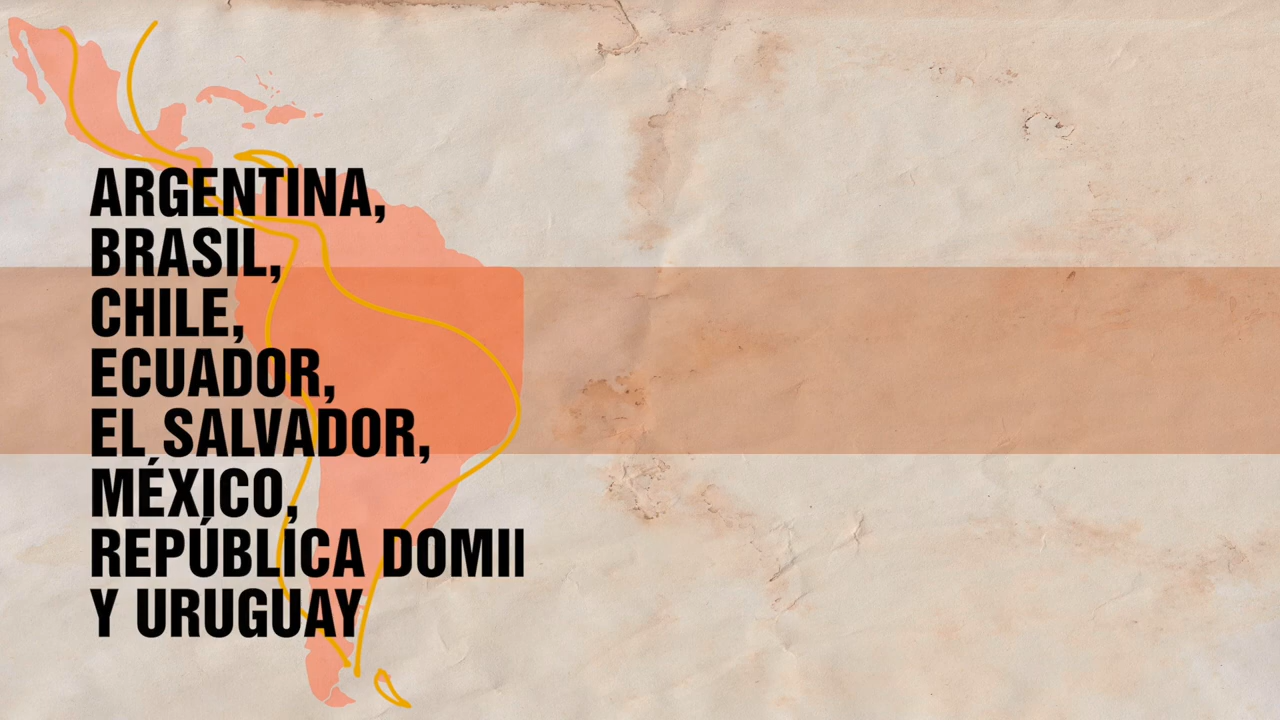 ARGENTINA,
BRASIL,
CHILE,
ECUADOR,
EL SALVADOR,
MÉXICO,
REPÚBLICA
Y URUGUAY